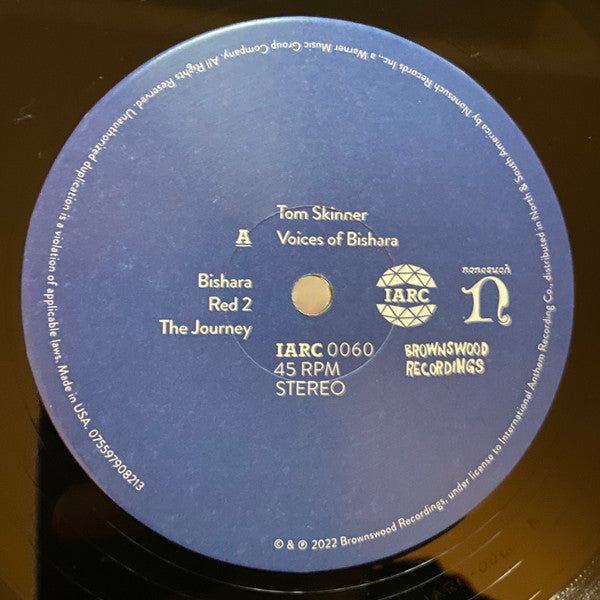 Tom Skinner
A
Voices of Bishara
Bishara
Red 2
The Journey
IARC
nonesuch
BROWNSWOOD
RECORDINGS
IARC 0060
45 RPM
STEREO
© & ℗ 2022 Brownswood Recordings, under license to International Anthem Recording Co., distributed in North & South America by Nonesuch Records Inc., a Warner Music Group Company. All Rights Reserved. Unauthorized duplication is a violation of applicable laws. Made in USA. 075597908213